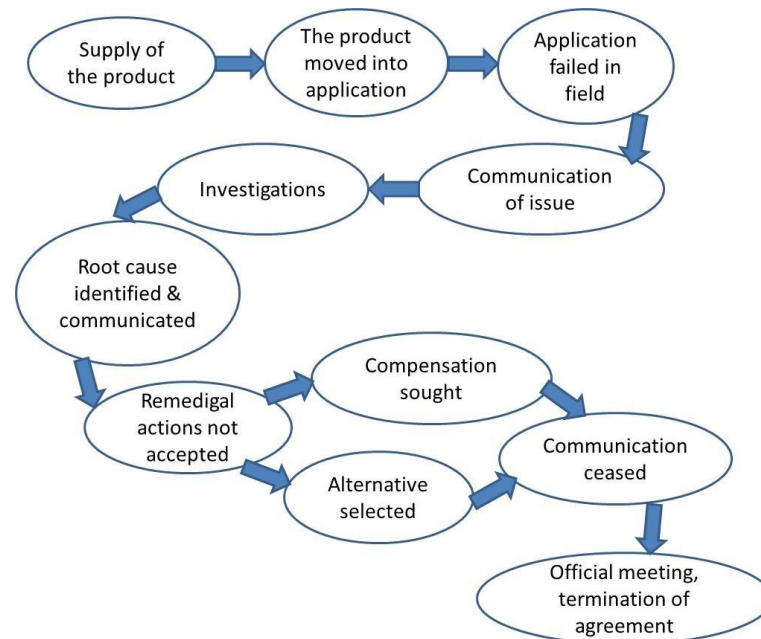 Supply of
the product
The product
moved into
application
Application
failed in
field
Communication
of issue
Investigations
Root cause
identified &
communicated
Remedigal
actions not
accepted
Compensation
sought
Alternative
selected
Communication
ceased
Official meeting,
termination of
agreement